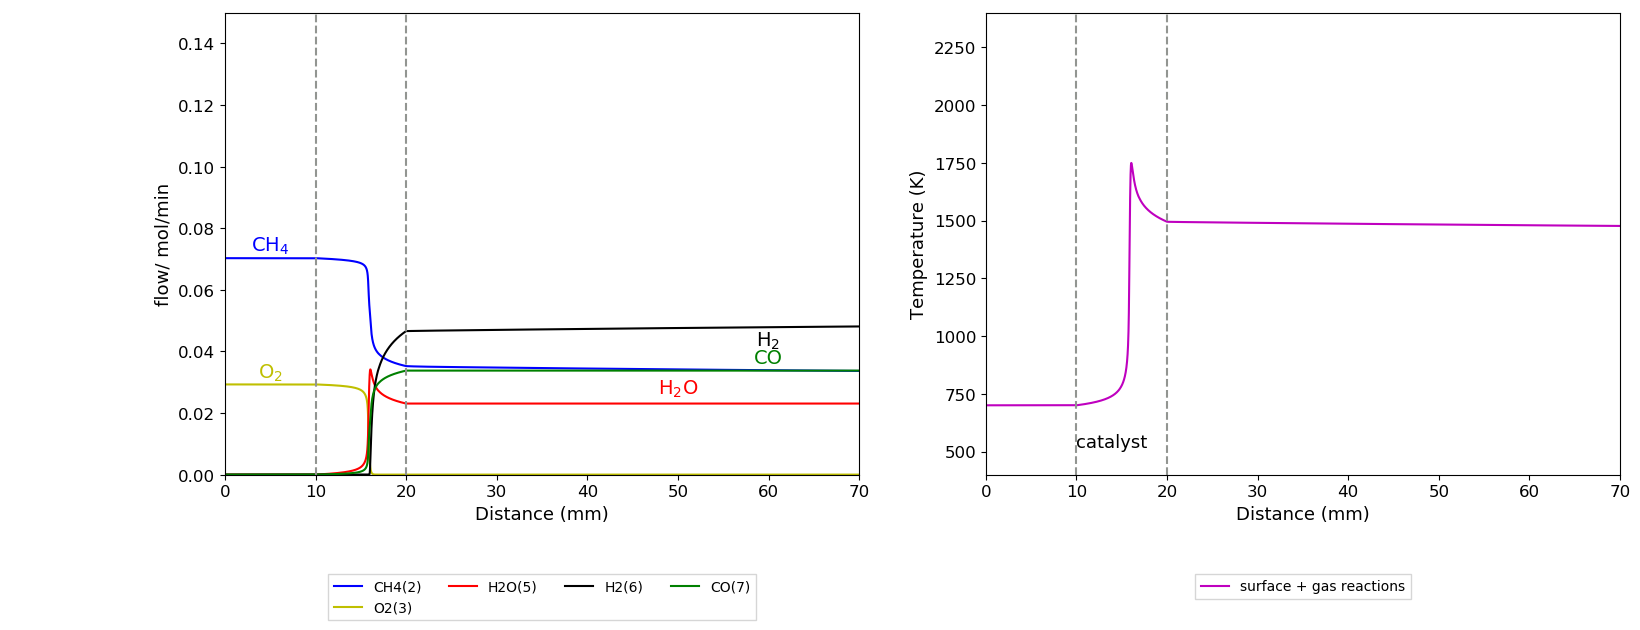 0.14
0.12
0.10
0.08
0.06
0.04
0.02
0.00
flow/ mol/min
CH₄
O₂
H₂
CO
H₂O
0 10 20 30 40 50 60 70
Distance (mm)
CH4(2) H2O(5) H2(6) CO(7)
O2(3)
2250
2000
1750
1500
1250
1000
750
500
Temperature (K)
catalyst
0 10 20 30 40 50 60 70
Distance (mm)
surface + gas reactions